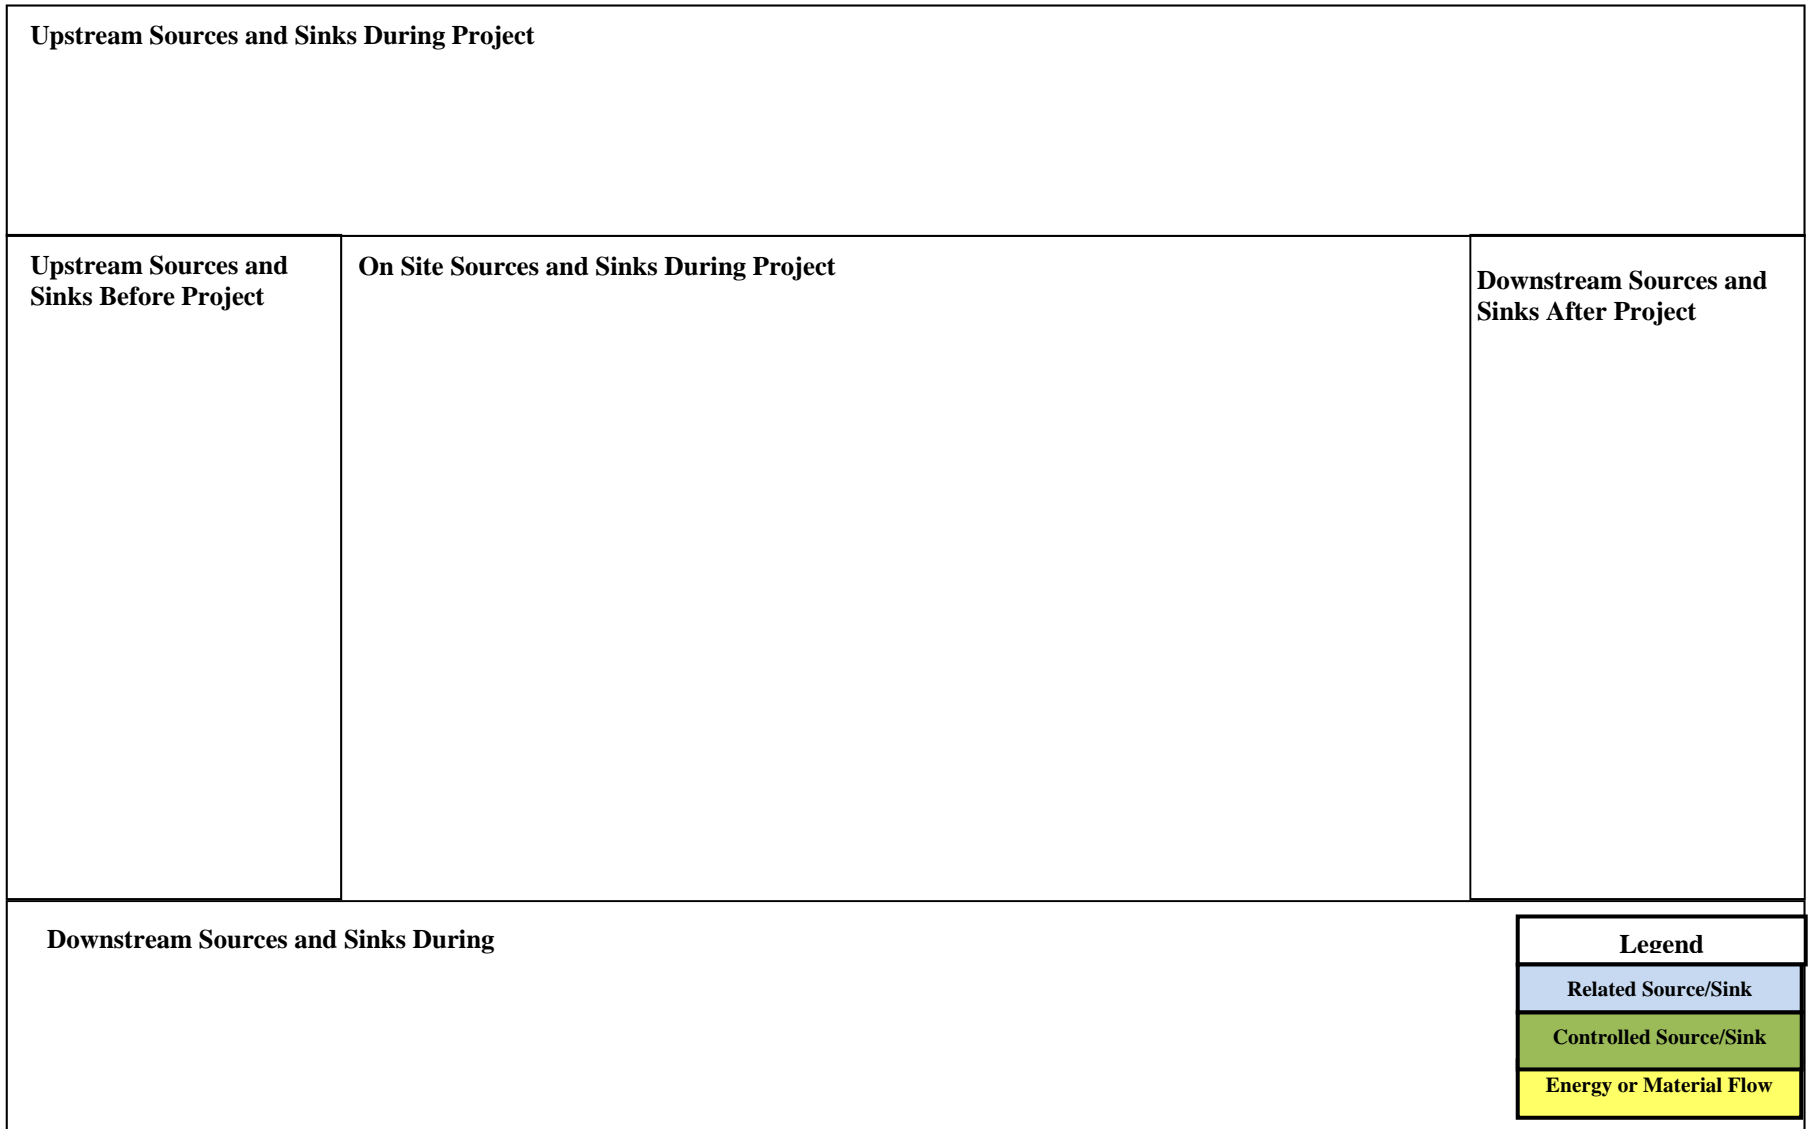 Upstream Sources and Sinks During Project
Upstream Sources and
Sinks Before Project
On Site Sources and Sinks During Project
Downstream Sources and
Sinks After Project
Downstream Sources and Sinks During
Legend
Related Source/Sink
Controlled Source/Sink
Energy or Material Flow